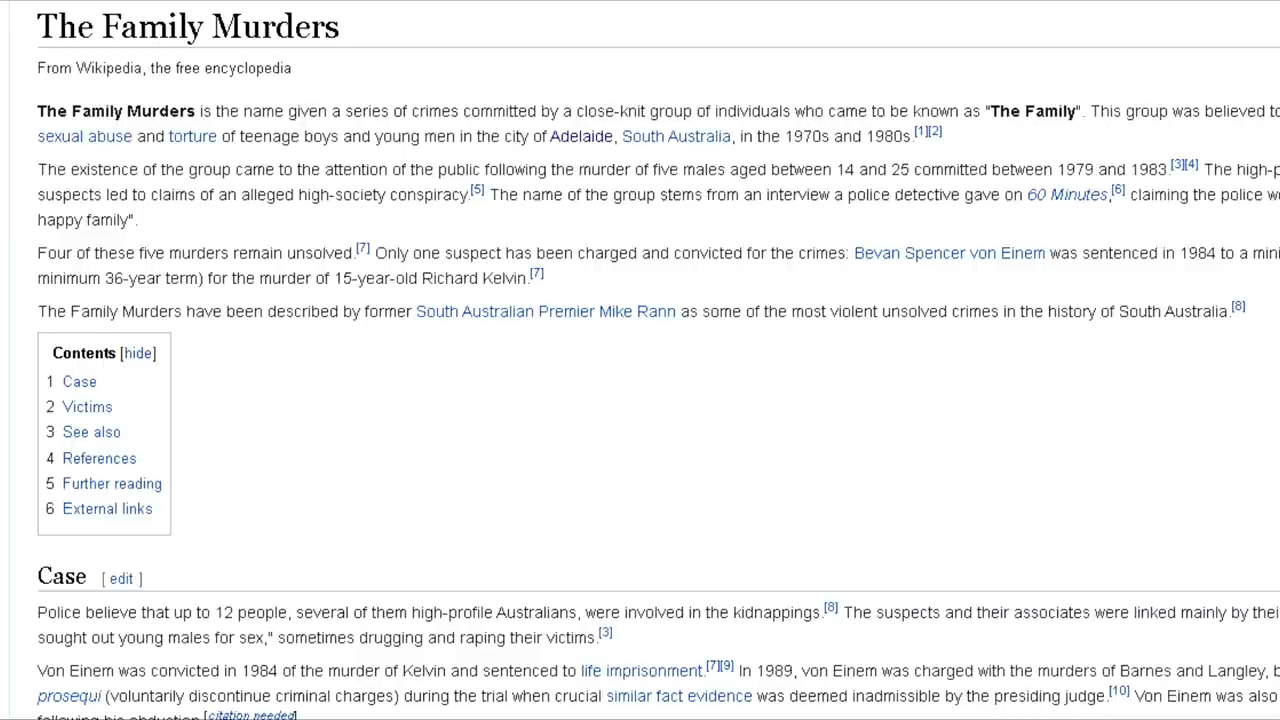 The Family Murders
From Wikipedia, the free encyclopedia
The Family Murders is the name given a series of crimes committed by a close-knit group of individuals who came to be known as "The Family". This group was believed to
sexual abuse and torture of teenage boys and young men in the city of Adelaide, South Australia, in the 1970s and 1980s.[1][2]
The existence of the group came to the attention of the public following the murder of five males aged between 14 and 25 committed between 1979 and 1983.[3][4] The high-p
suspects led to claims of an alleged high-society conspiracy.[5] The name of the group stems from an interview a police detective gave on 60 Minutes,[6] claiming the police w
happy family".
Four of these five murders remain unsolved.[7] Only one suspect has been charged and convicted for the crimes: Bevan Spencer von Einem was sentenced in 1984 to a mini
minimum 36-year term) for the murder of 15-year-old Richard Kelvin.[7]
The Family Murders have been described by former South Australian Premier Mike Rann as some of the most violent unsolved crimes in the history of South Australia.[8]
Contents [hide]
1 Case
2 Victims
3 See also
4 References
5 Further reading
6 External links
Case [ edit ]
Police believe that up to 12 people, several of them high-profile Australians, were involved in the kidnappings.[8] The suspects and their associates were linked mainly by thei
sought out young males for sex," sometimes drugging and raping their victims.[3]
Von Einem was convicted in 1984 of the murder of Kelvin and sentenced to life imprisonment.[7][9] In 1989, von Einem was charged with the murders of Barnes and Langley, b
prosequi (voluntarily discontinue criminal charges) during the trial when crucial similar fact evidence was deemed inadmissible by the presiding judge.[10] Von Einem was also
following his abduction.[citation needed]